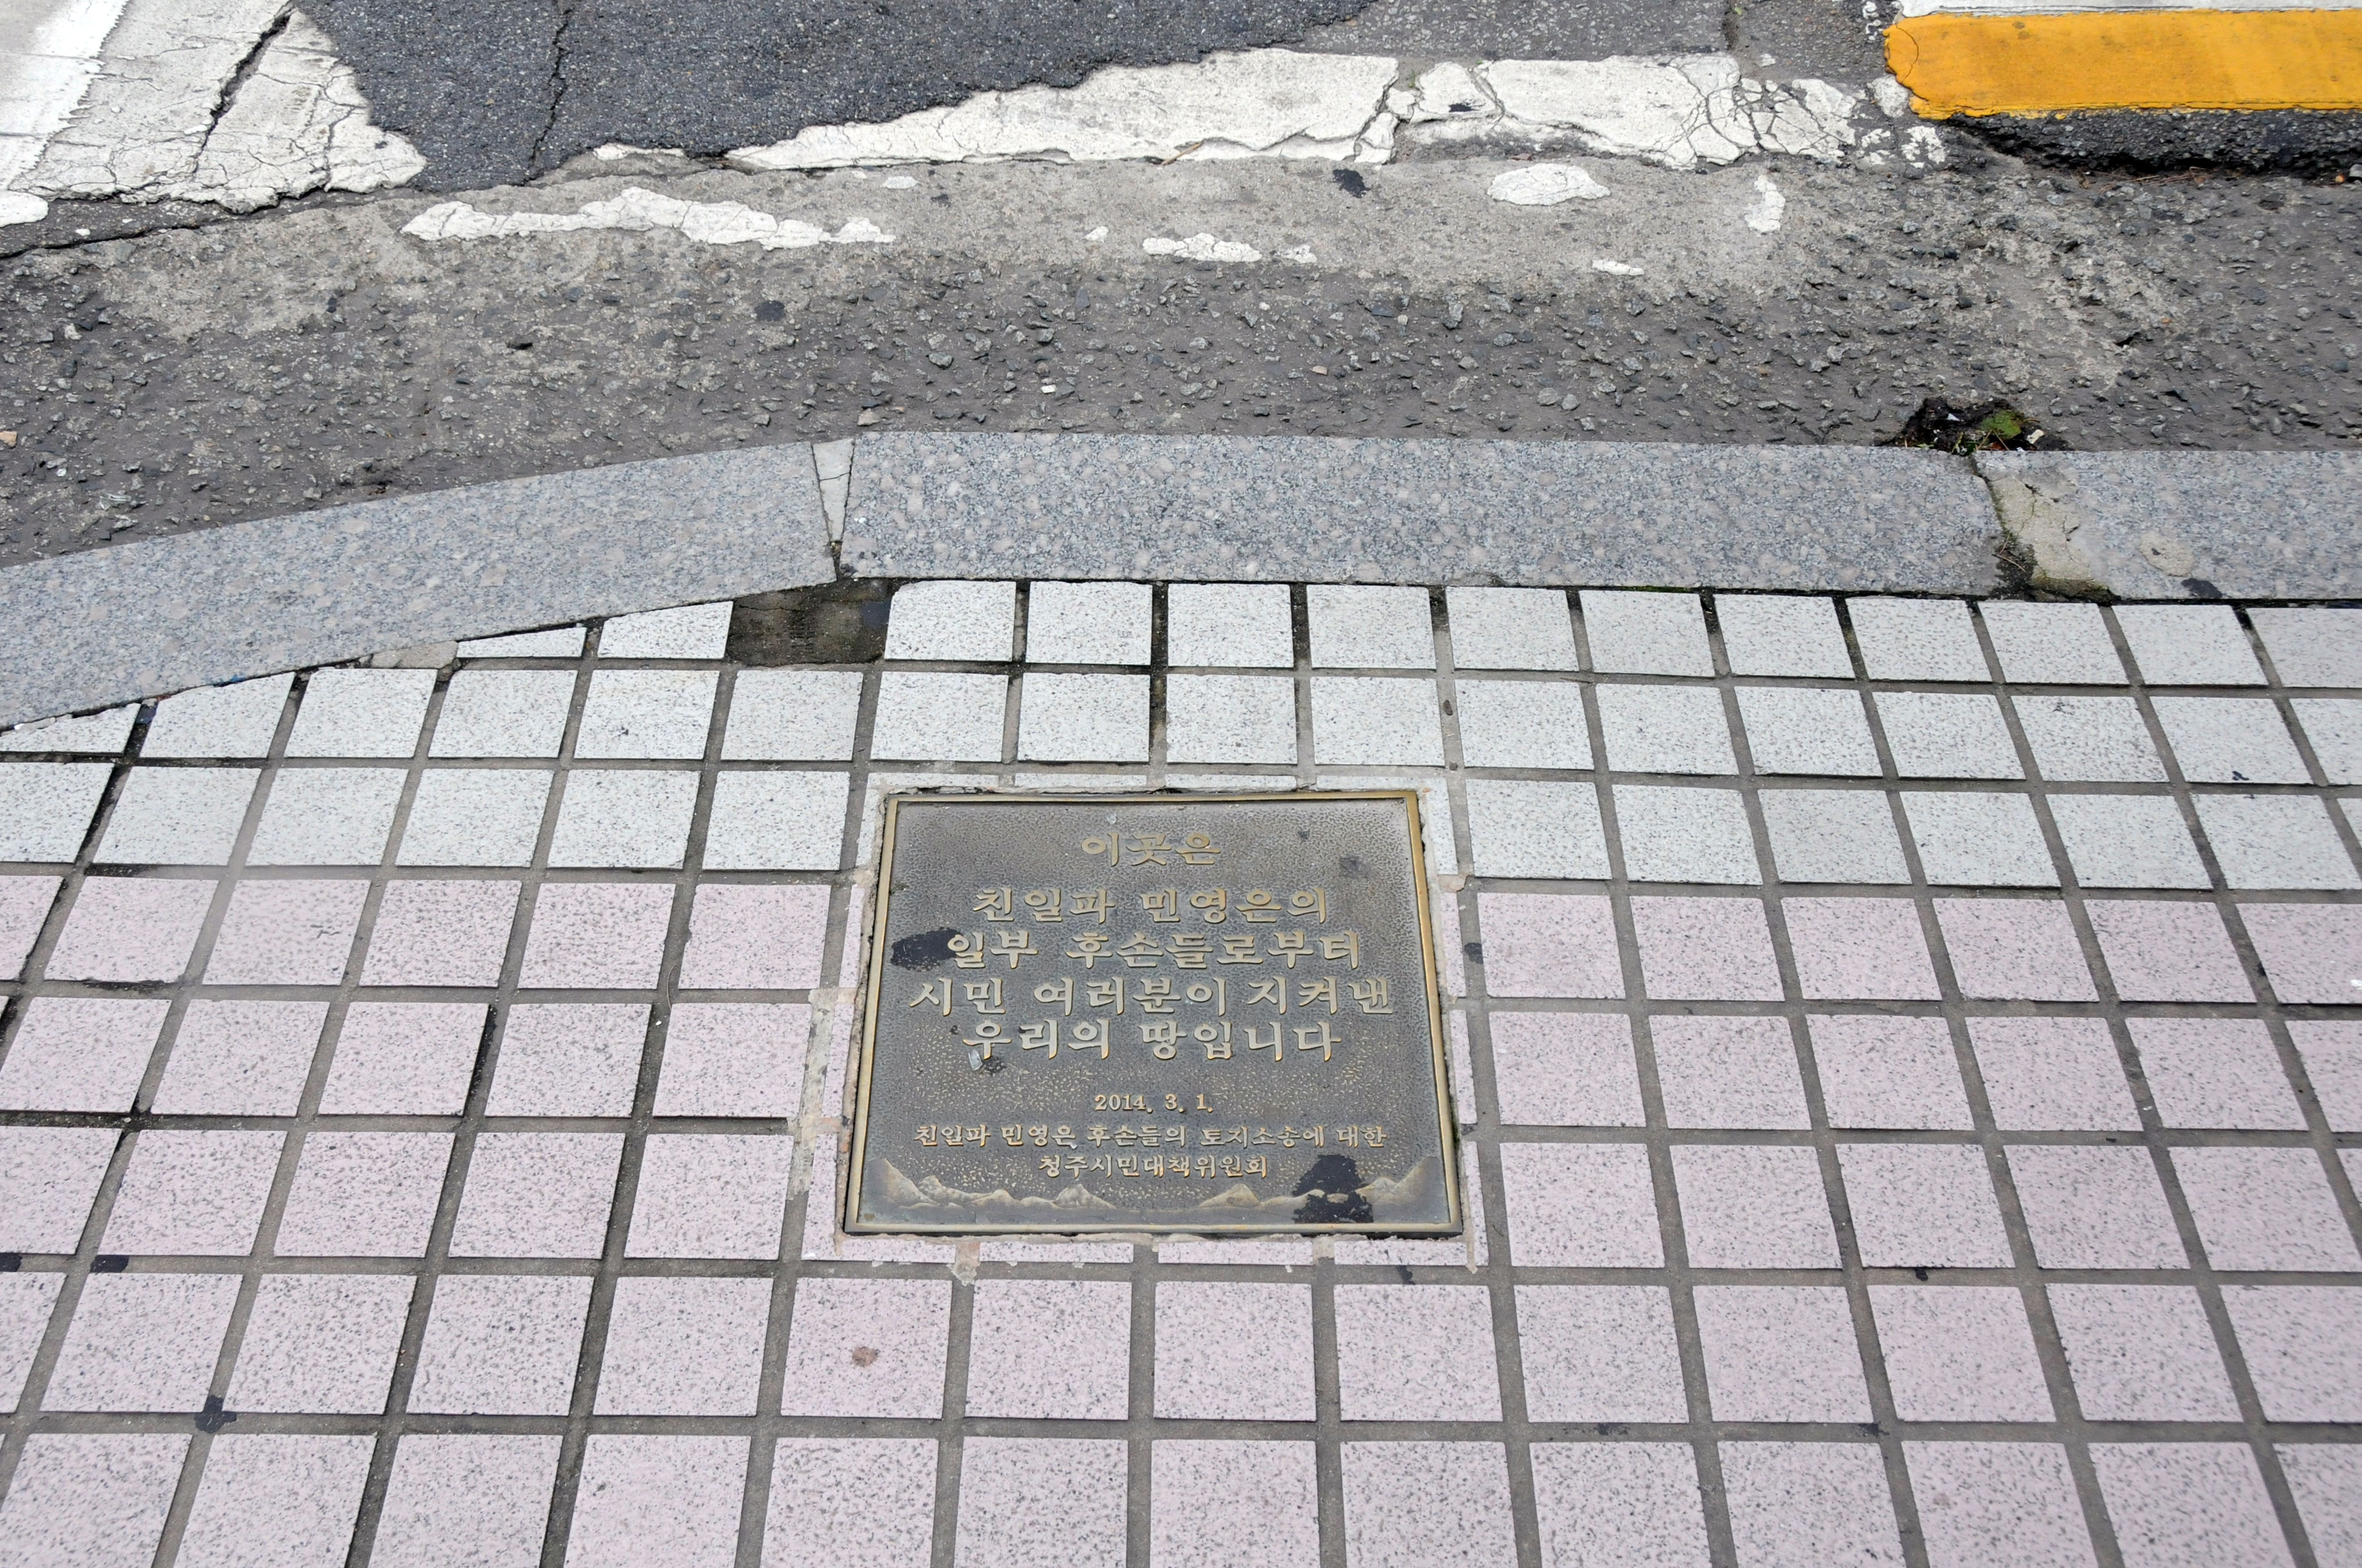 이곳은
친일파 민영은의
일부 후손들로부터
시민 여러분이 지켜낸
우리의 땅입니다
2014. 3. 1.
친일파 민영은 후손들의 토지소송에 대한
청주시민대책위원회